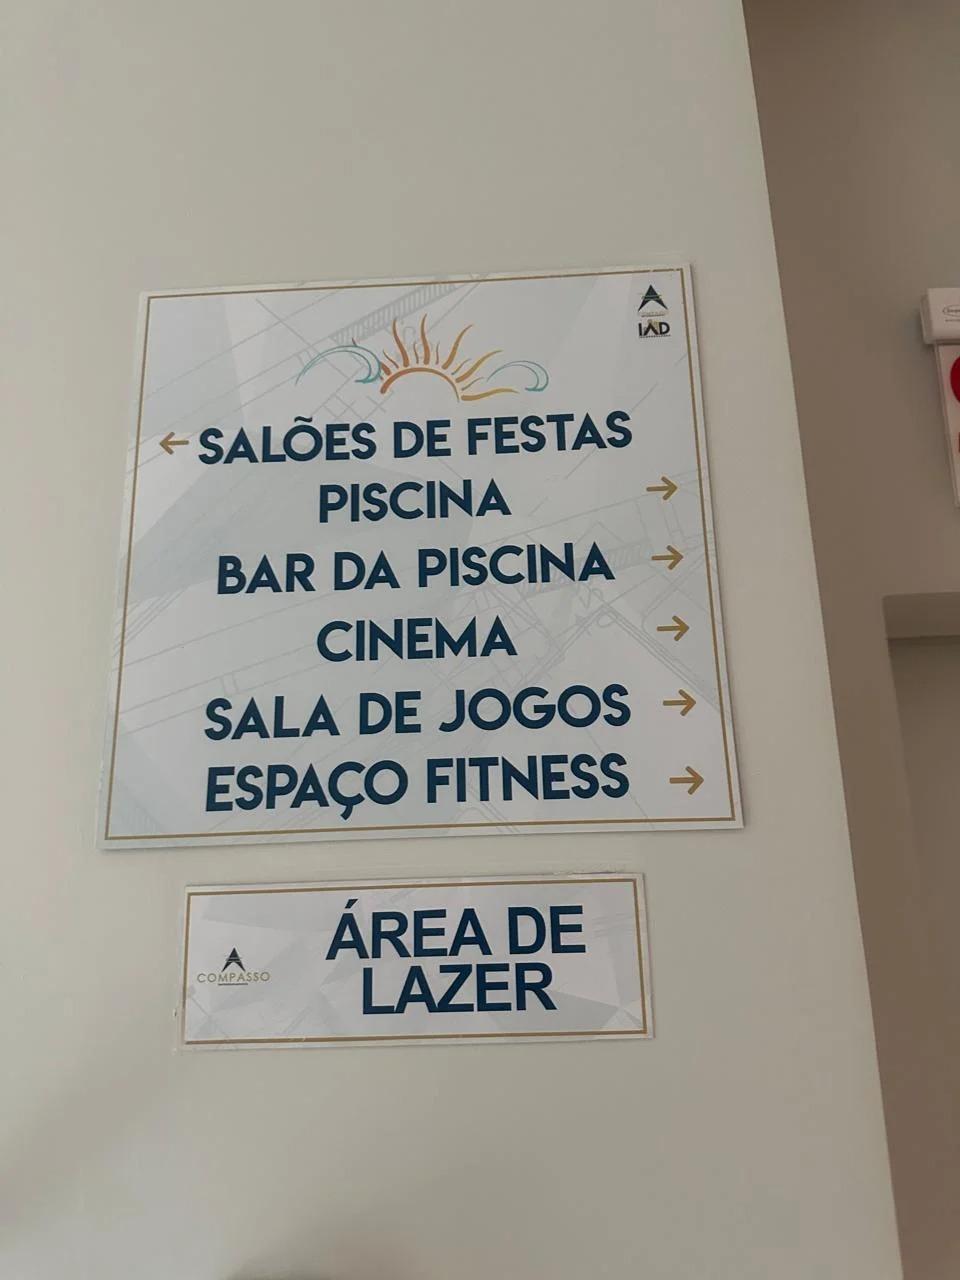 IAD
← SALÕES DE FESTAS
PISCINA →
BAR DA PISCINA →
CINEMA →
SALA DE JOGOS →
ESPAÇO FITNESS →
COMPASSO
ÁREA DE
LAZER